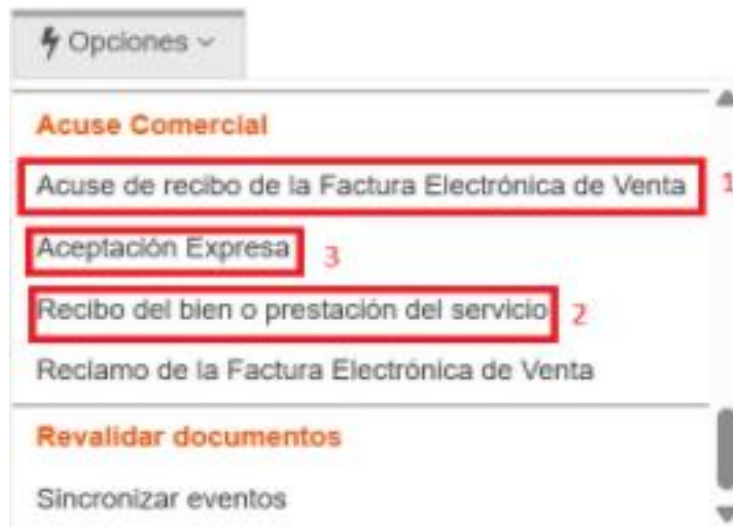 Opciones
Acuse Comercial
Acuse de recibo de la Factura Electrónica de Venta 1
Aceptación Expresa 3
Recibo del bien o prestación del servicio 2
Reclamo de la Factura Electrónica de Venta
Revalidar documentos
Sincronizar eventos